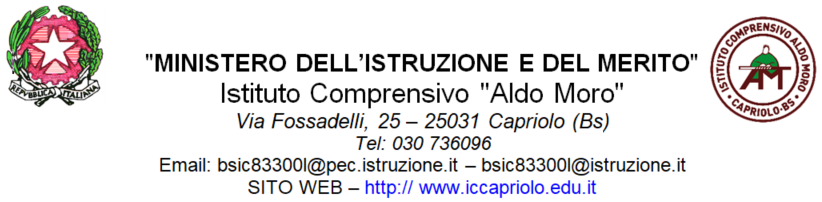 "MINISTERO DELL'ISTRUZIONE E DEL MERITO"
Istituto Comprensivo "Aldo Moro"
Via Fossadelli, 25 – 25031 Capriolo (Bs)
Tel: 030 736096
Email: bsic83300l@pec.istruzione.it – bsic83300l@istruzione.it
SITO WEB – http:// www.iccapriolo.edu.it
REPVBBLICA ITALIANA
ISTITUTO COMPRENSIVO ALDO MORO
AM
• CAPRIOLO-BS •